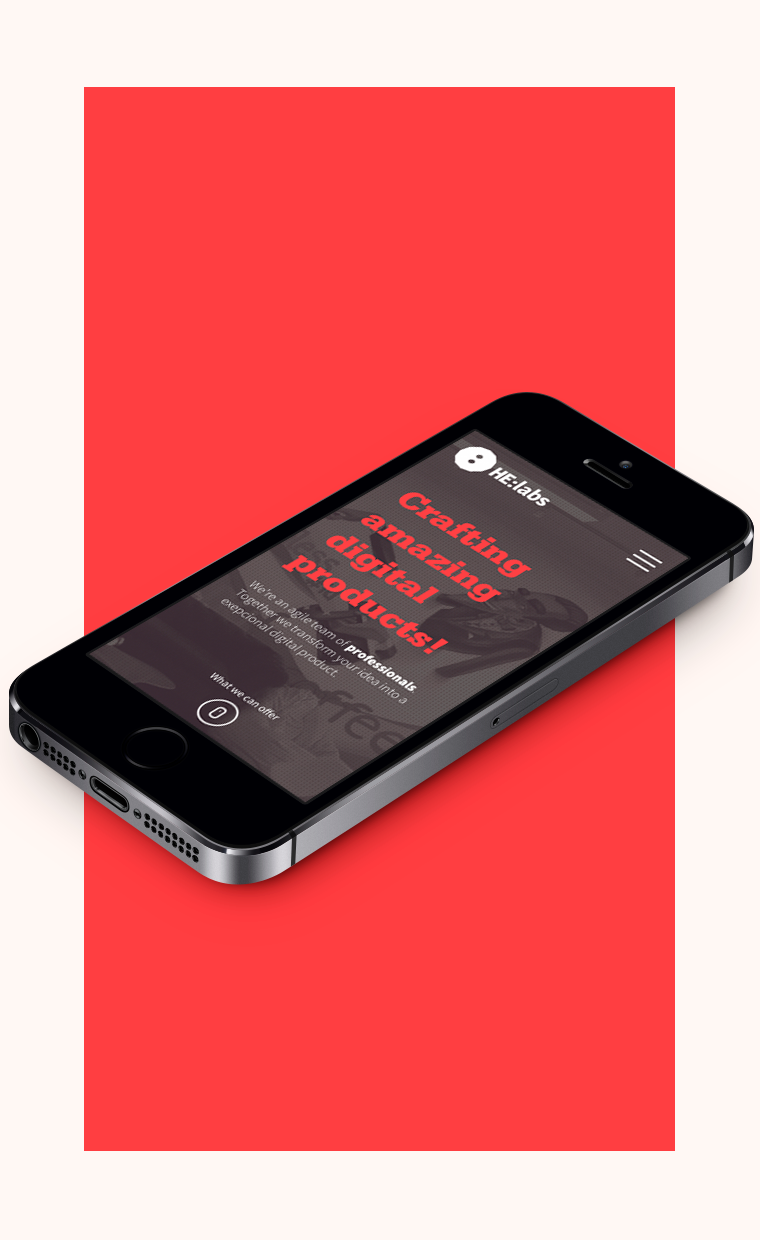 HE:labs
Crafting
amazing
digital
products!
We're an agile team of professionals.
Together we transform your idea into a
exepcional digital product.
What we can offer